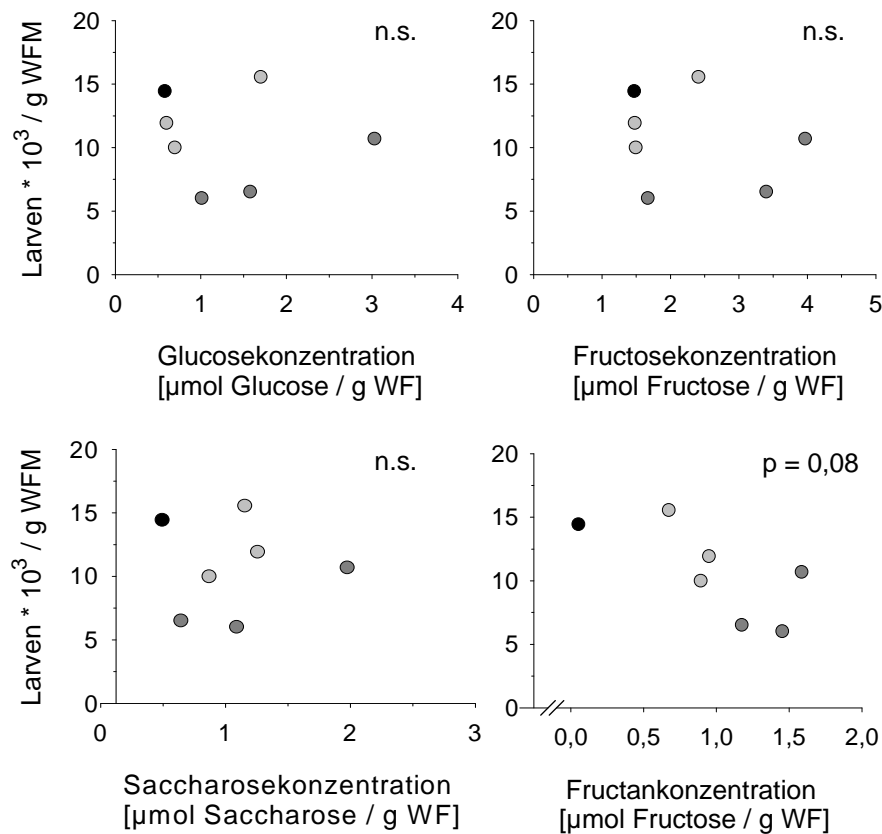 Larven * 10³ / g WFM
20
15
10
5
0
n.s.
0 1 2 3 4
Glucosekonzentration
[µmol Glucose / g WF]
20
15
10
5
0
n.s.
0 1 2 3 4 5
Fructosekonzentration
[µmol Fructose / g WF]
Larven * 10³ / g WFM
20
15
10
5
0
n.s.
0 1 2 3
Saccharosekonzentration
[µmol Saccharose / g WF]
20
15
10
5
0
p = 0,08
0,0 0,5 1,0 1,5 2,0
Fructankonzentration
[µmol Fructose / g WF]